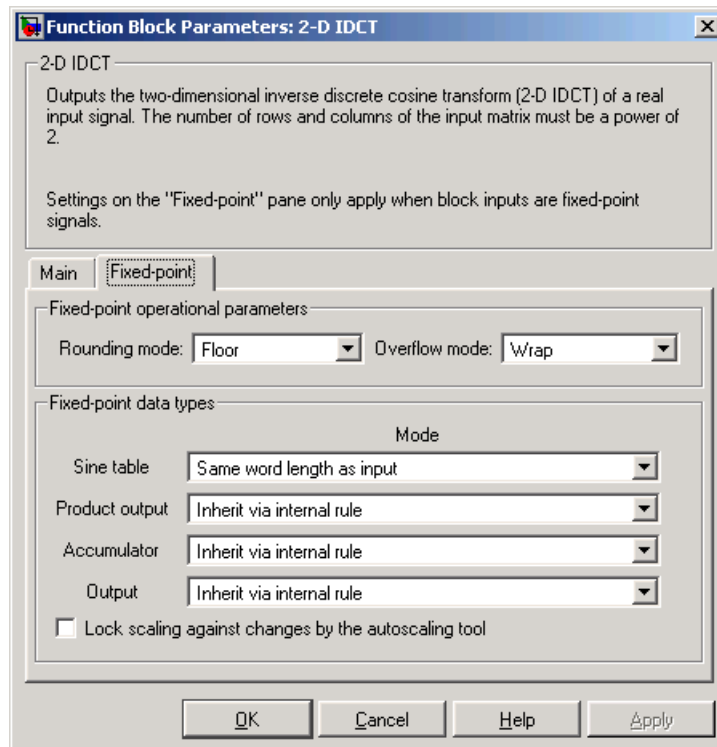 Function Block Parameters: 2-D IDCT
2-D IDCT
Outputs the two-dimensional inverse discrete cosine transform (2-D IDCT) of a real
input signal. The number of rows and columns of the input matrix must be a power of
2.
Settings on the "Fixed-point" pane only apply when block inputs are fixed-point
signals.
Main Fixed-point
Fixed-point operational parameters
Rounding mode: Floor Overflow mode: Wrap
Fixed-point data types
Mode
Sine table Same word length as input
Product output Inherit via internal rule
Accumulator Inherit via internal rule
Output Inherit via internal rule
Lock scaling against changes by the autoscaling tool
OK Cancel Help Apply